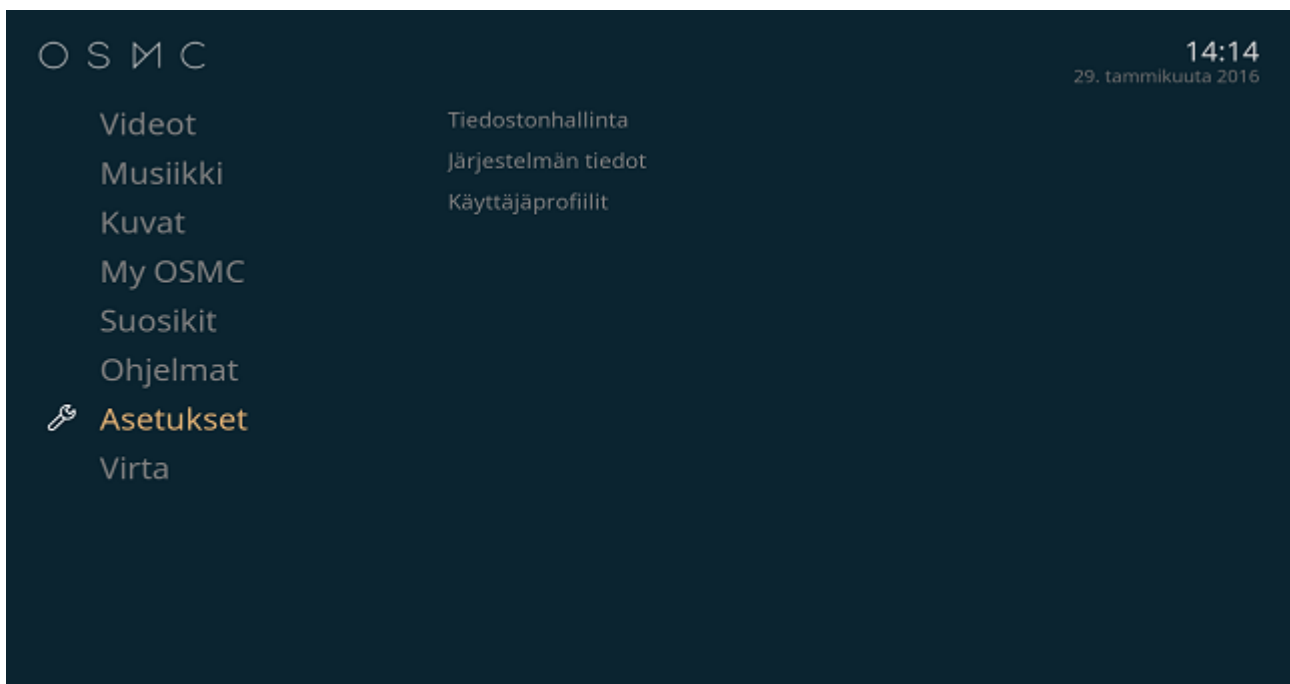 OSMC
14:14
29. tammikuuta 2016
Videot
Musiikki
Kuvat
My OSMC
Suosikit
Ohjelmat
Asetukset
Virta
Tiedostonhallinta
Järjestelmän tiedot
Käyttäjäprofiilit